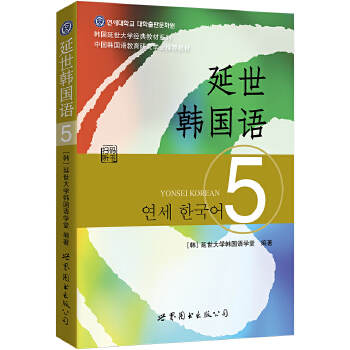 延世韩国语
5
[韩] 延世大学韩国语学堂 编著
世界图书出版公司
연세대학교 대学출판문화원
韩国延世大学经典教材系列
中国韩国语教育研究学会推荐教材
延世
韩国语
YONSEI KOREAN
5
연세 한국어
[韩] 延世大学韩国语学堂 编著
世界图书出版公司